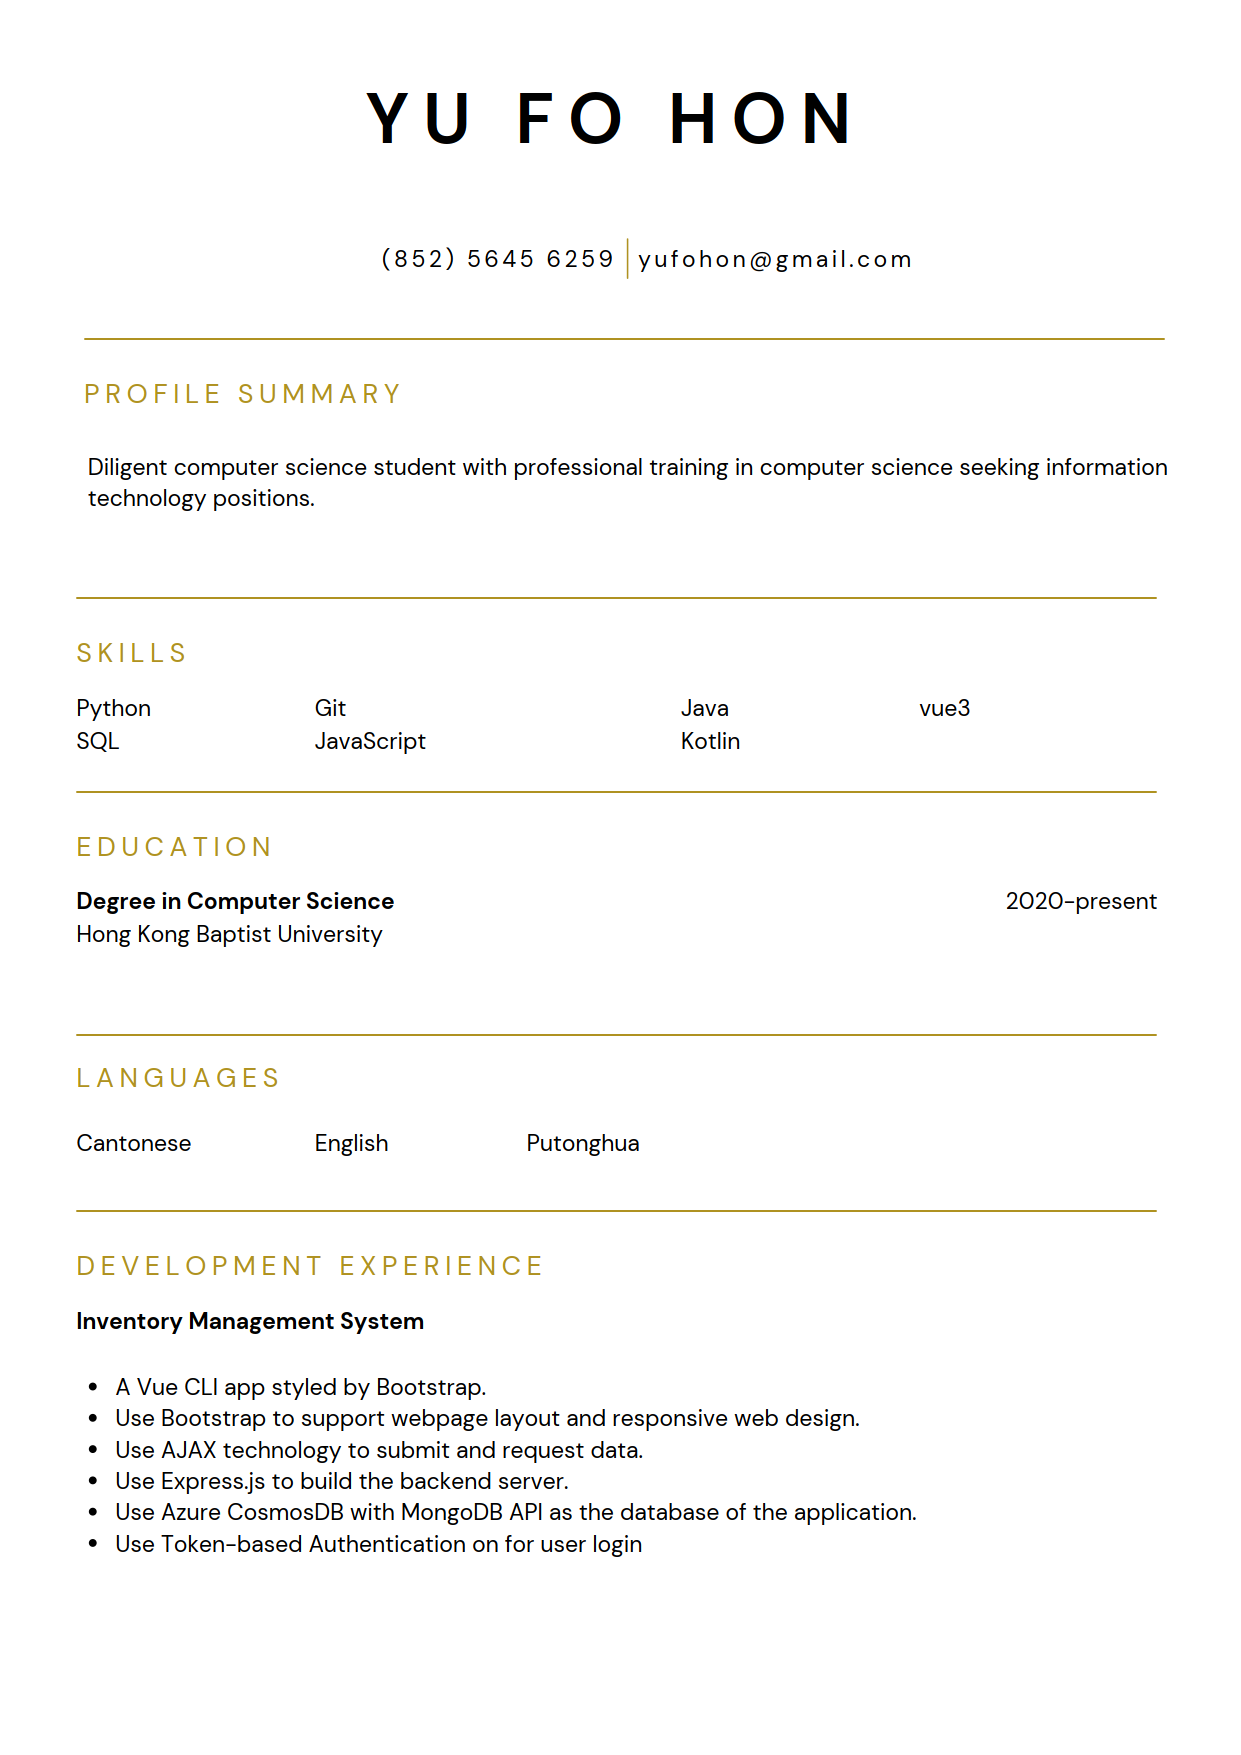 YU FO HON
(852) 5645 6259 yufohon@gmail.com
PROFILE SUMMARY
Diligent computer science student with professional training in computer science seeking information
technology positions.
SKILLS
Python Git Java vue3
SQL JavaScript Kotlin
EDUCATION
Degree in Computer Science 2020-present
Hong Kong Baptist University
LANGUAGES
Cantonese English Putonghua
DEVELOPMENT EXPERIENCE
Inventory Management System
• A Vue CLI app styled by Bootstrap.
• Use Bootstrap to support webpage layout and responsive web design.
• Use AJAX technology to submit and request data.
• Use Express.js to build the backend server.
• Use Azure CosmosDB with MongoDB API as the database of the application.
• Use Token-based Authentication on for user login